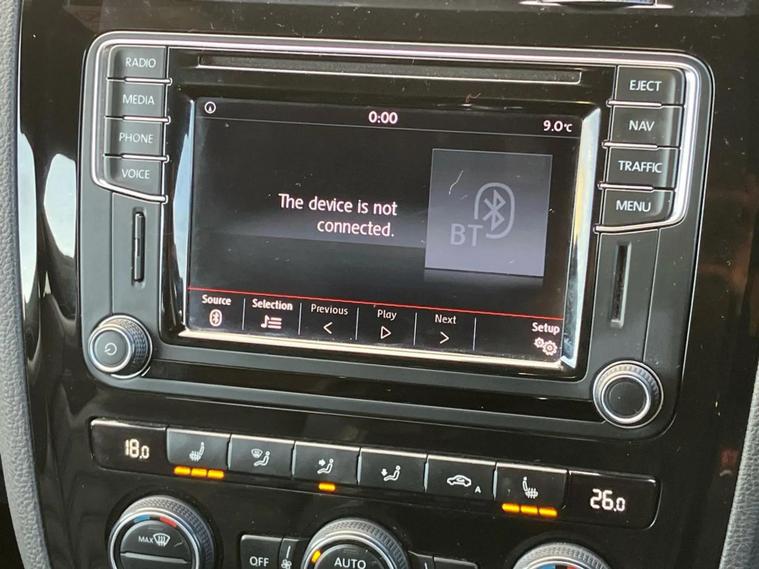 RADIO
MEDIA
PHONE
VOICE
EJECT
NAV
TRAFFIC
MENU
0:00
9.0°C
The device is not
connected.
BT
Source
Selection
Previous
Play
Next
Setup
18.0
A
26.0
MAX
OFF
AUTO